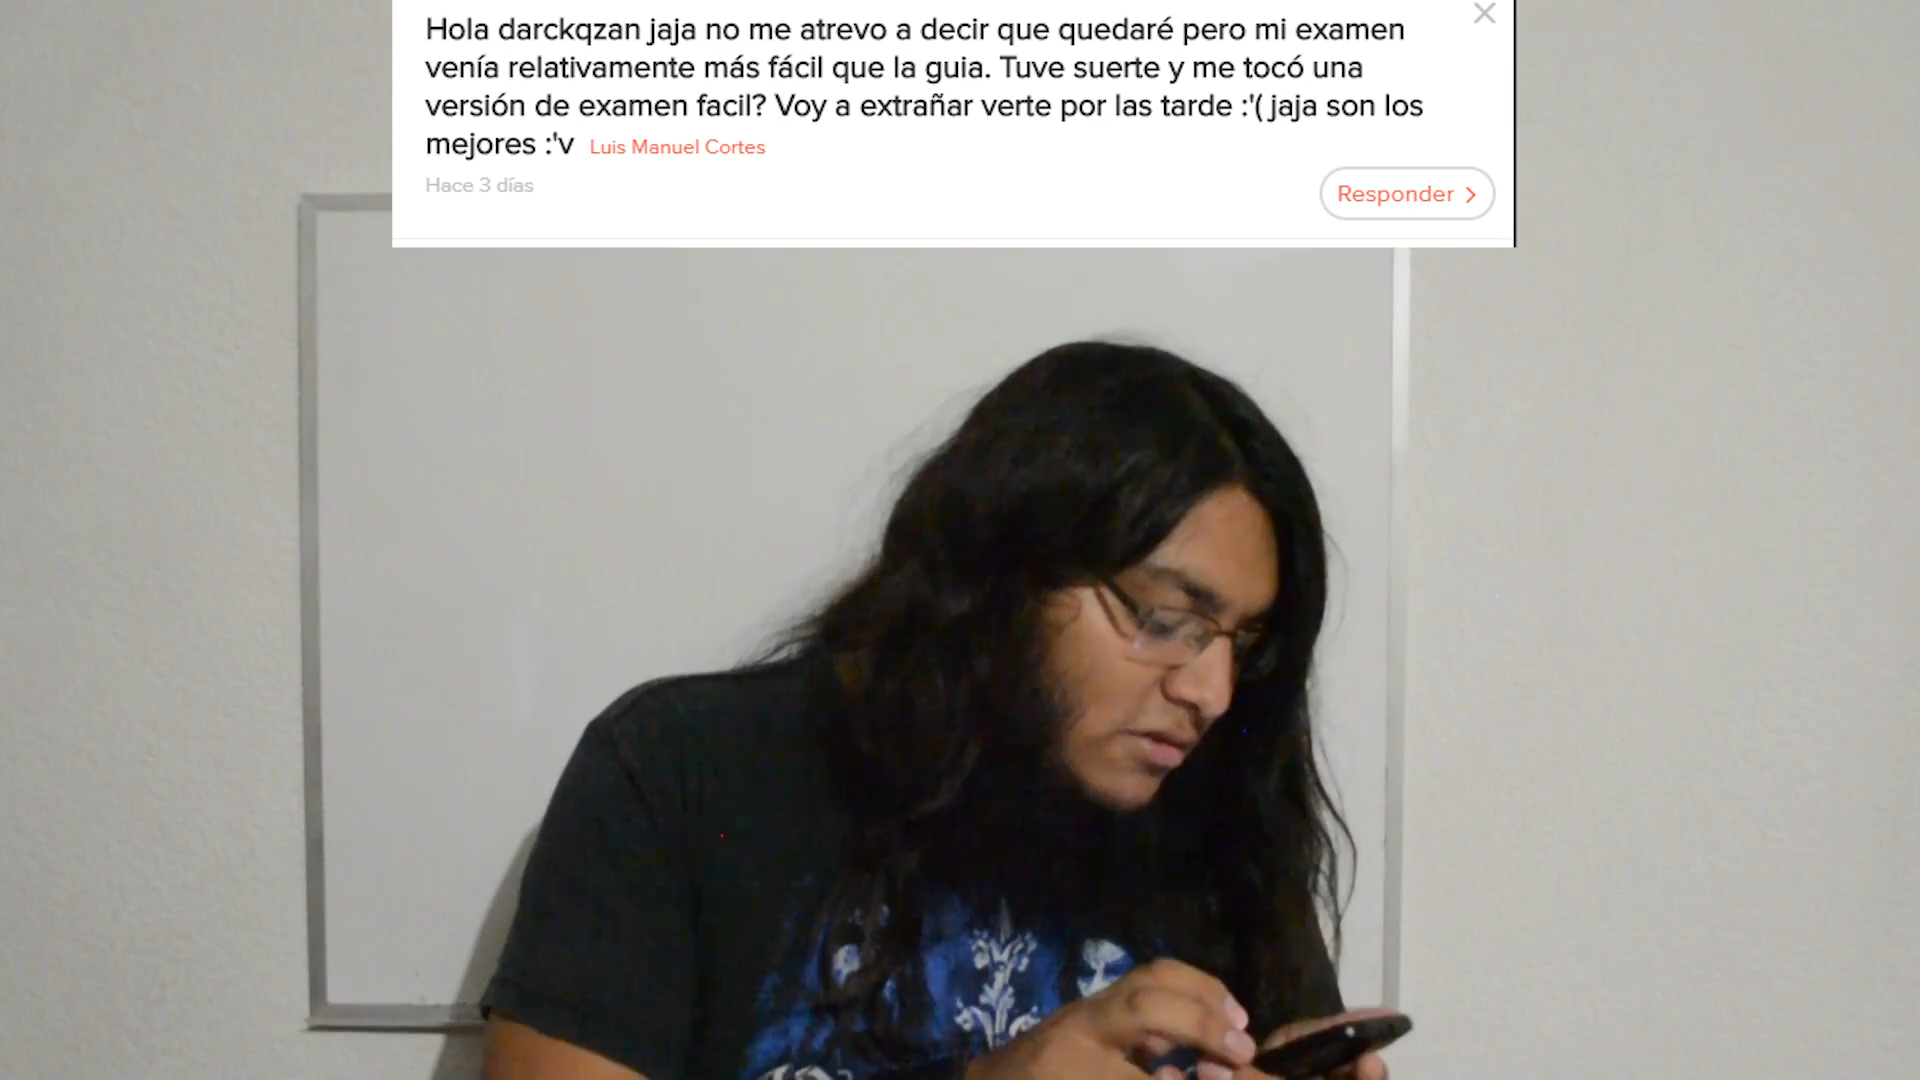 Hola darckqzan jaja no me atrevo a decir que quedaré pero mi examen
venía relativamente más fácil que la guia. Tuve suerte y me tocó una
versión de examen facil? Voy a extrañar verte por las tarde :'( jaja son los
mejores :'v Luis Manuel Cortes
Hace 3 días
Responder